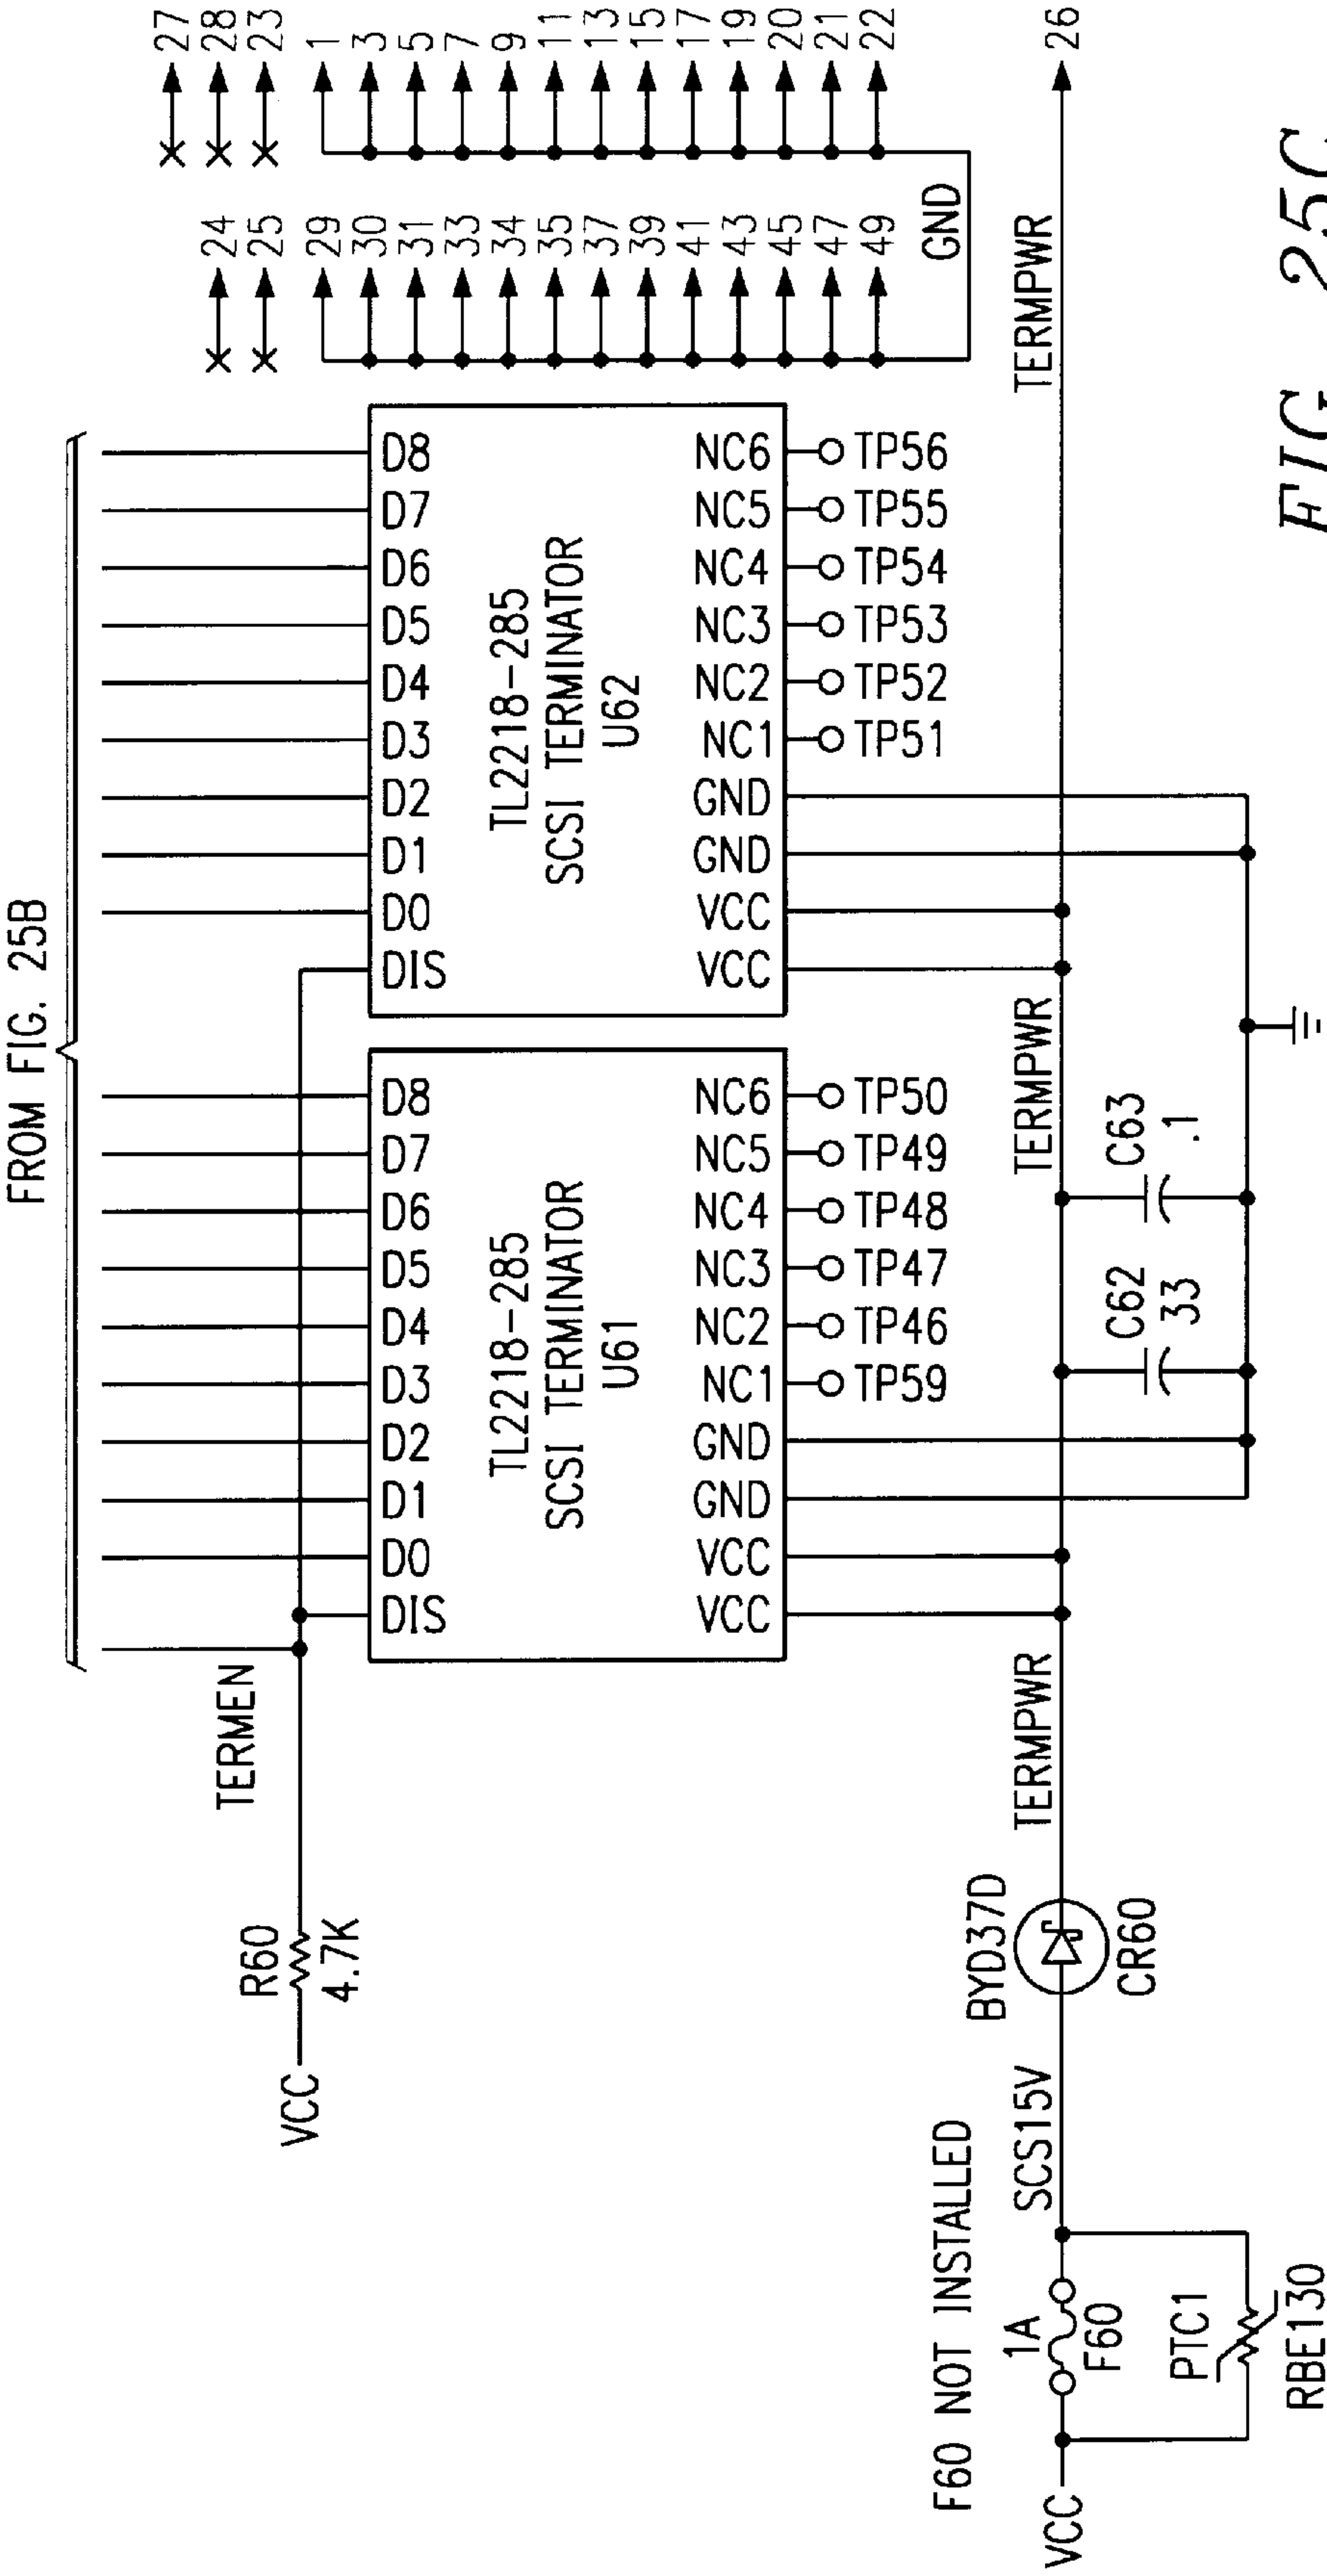 FROM FIG. 25B
27
28
23
24
25
1
3
5
7
9
11
13
15
17
19
20
21
22
29
30
31
33
34
35
37
39
41
43
45
47
49
GND
TERMEN
R60
4.7K
VCC
DIS
D0
D1
D2
D3
D4
D5
D6
D7
D8
TL2218-285
SCSI TERMINATOR
U61
VCC
VCC
GND
GND
NC1
NC2
NC3
NC4
NC5
NC6
TP59
TP46
TP47
TP48
TP49
TP50
DIS
D0
D1
D2
D3
D4
D5
D6
D7
D8
TL2218-285
SCSI TERMINATOR
U62
VCC
VCC
GND
GND
NC1
NC2
NC3
NC4
NC5
NC6
TP51
TP52
TP53
TP54
TP55
TP56
F60 NOT INSTALLED
VCC
1A
F60
PTC1
RBE130
SCS15V
BYD37D
CR60
TERMPWR
TERMPWR
TERMPWR
26
C62
33
C63
.1
FIG. 25C